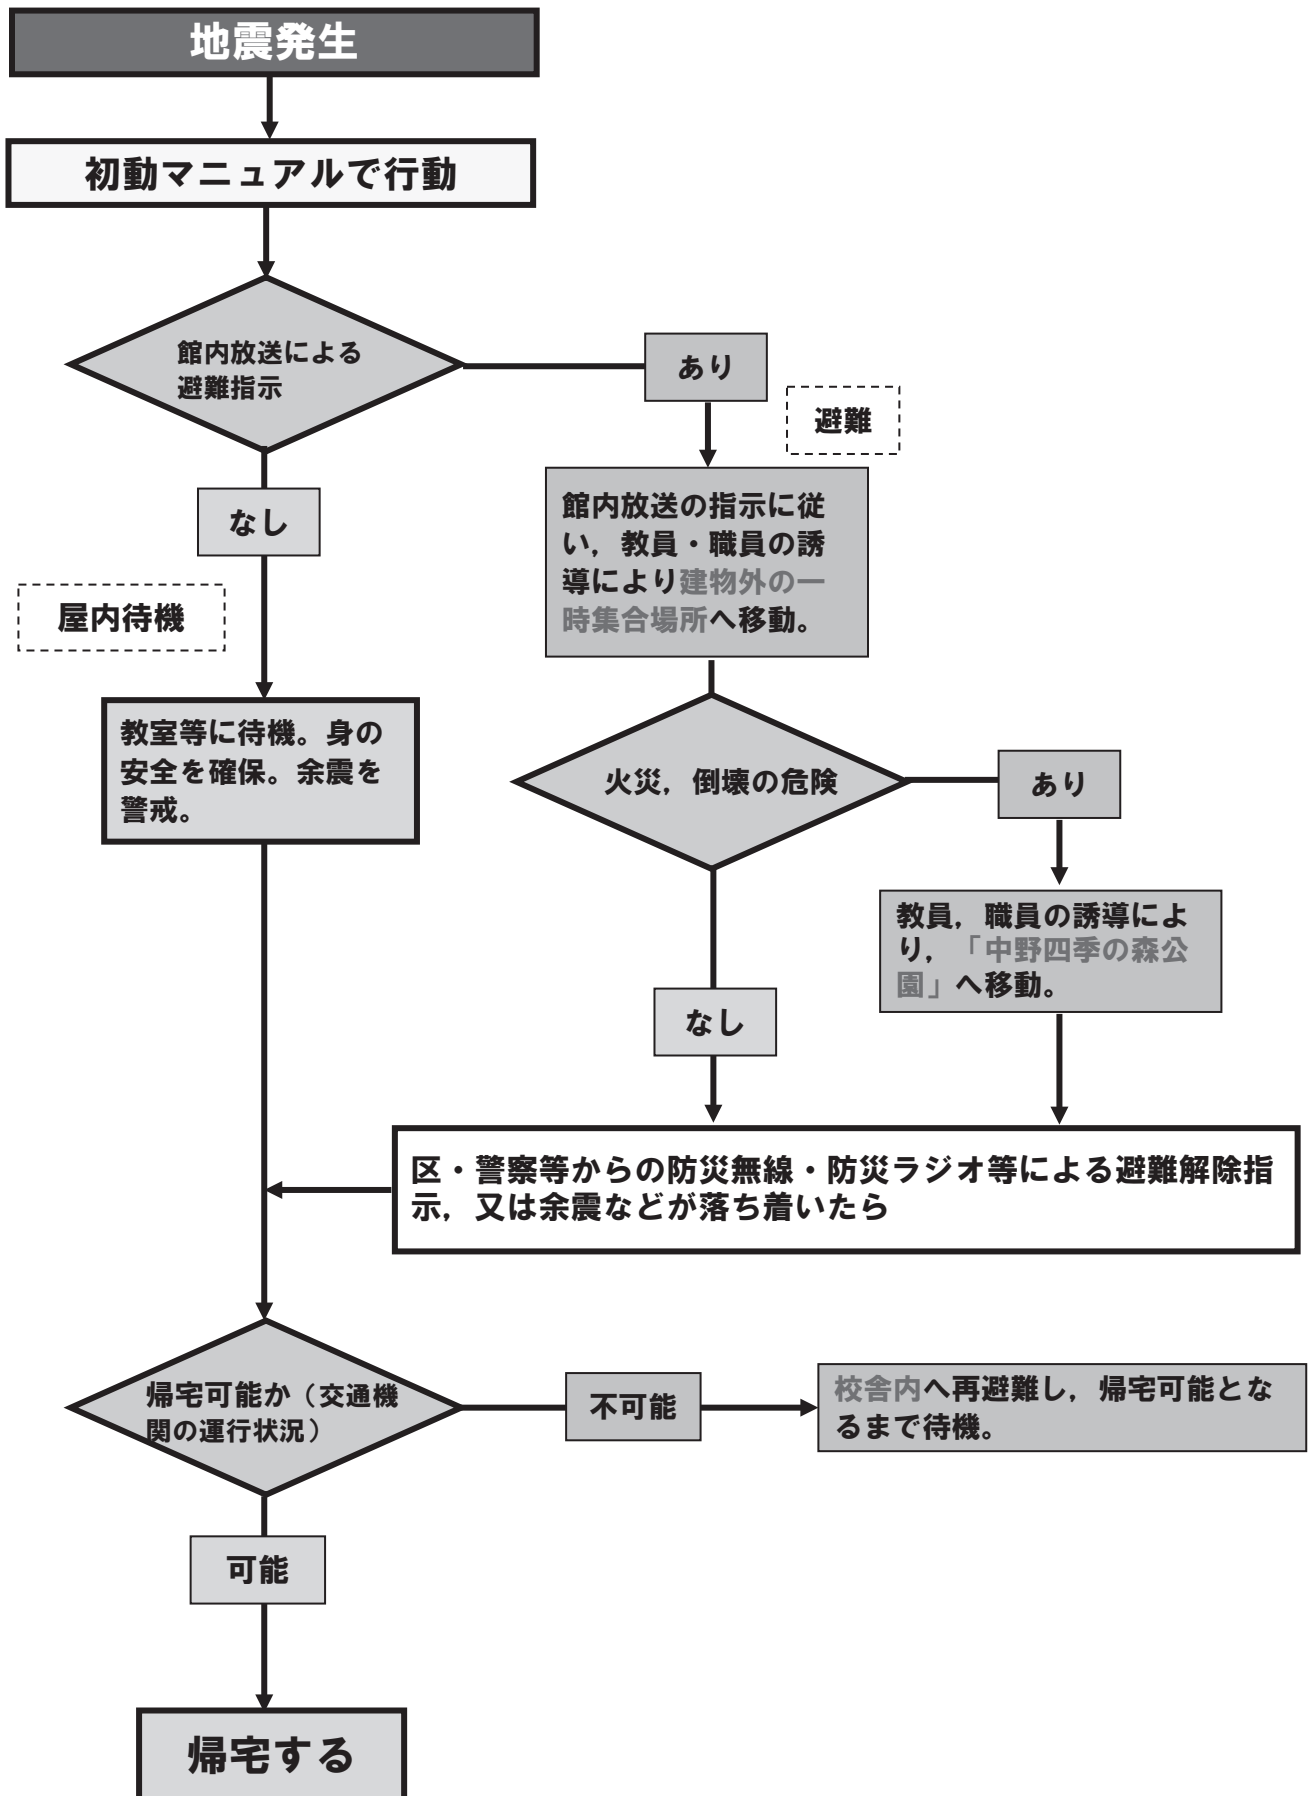 地震発生
初動マニュアルで行動
館内放送による
避難指示
あり
避難
なし
館内放送の指示に従
い，教員・職員の誘
導により建物外の一
時集合場所へ移動。
屋内待機
教室等に待機。身の
安全を確保。余震を
警戒。
火災，倒壊の危険
あり
教員，職員の誘導によ
り，「中野四季の森公
園」へ移動。
なし
区・警察等からの防災無線・防災ラジオ等による避難解除指
示，又は余震などが落ち着いたら
帰宅可能か（交通機
関の運行状況）
不可能
校舎内へ再避難し，帰宅可能とな
るまで待機。
可能
帰宅する